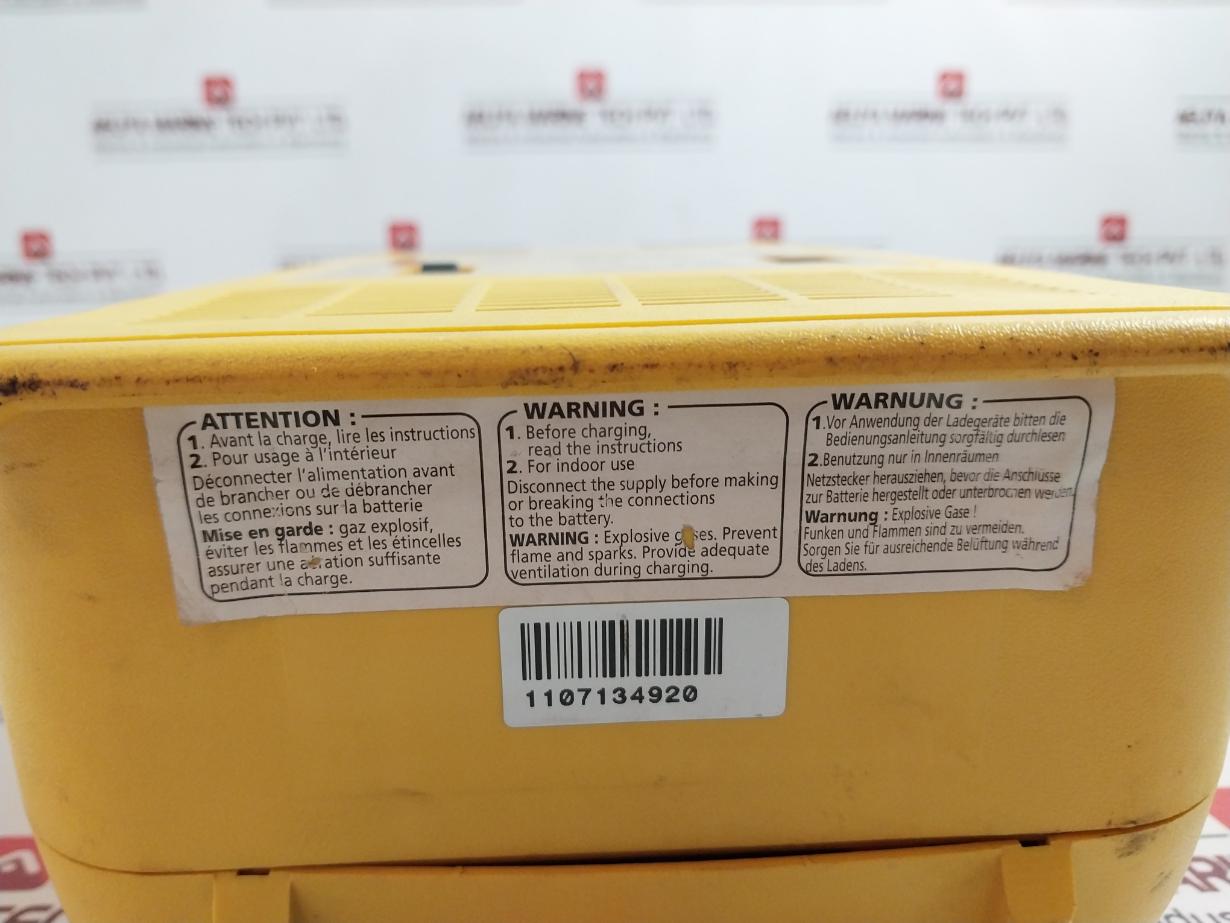 ATTENTION :
1. Avant la charge, lire les instructions
2. Pour usage à l'intérieur
Déconnecter l'alimentation avant
de brancher ou de débrancher
les connexions sur la batterie
Mise en garde : gaz explosif,
éviter les flammes et les étincelles
assurer une aération suffisante
pendant la charge.
WARNING :
1. Before charging,
read the instructions
2. For indoor use
Disconnect the supply before making
or breaking the connections
to the battery.
WARNING : Explosive gases. Prevent
flame and sparks. Provide adequate
ventilation during charging.
WARNUNG :
1.Vor Anwendung der Ladegeräte bitten die
Bedienungsanleitung sorgfältig durchlesen
2.Benutzung nur in Innenräumen
Netzstecker herausziehen, bevor die Anschlüsse
zur Batterie hergestellt oder unterbrochen werden.
Warnung : Explosive Gase !
Funken und Flammen sind zu vermeiden.
Sorgen Sie für ausreichende Belüftung während
des Ladens.
1107134920